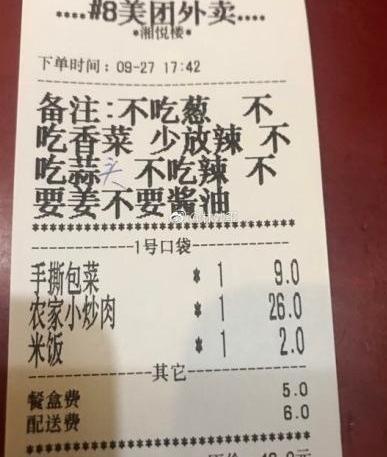 #8美团外卖
*湘悦楼*
下单时间：09-27 17:42
备注:不吃葱 不
吃香菜 少放辣 不
吃蒜头 不吃辣 不
要姜不要酱油
1号口袋
手撕包菜 * 1 9.0
农家小炒肉 * 1 26.0
米饭 * 1 2.0
其它
餐盒费 5.0
配送费 6.0